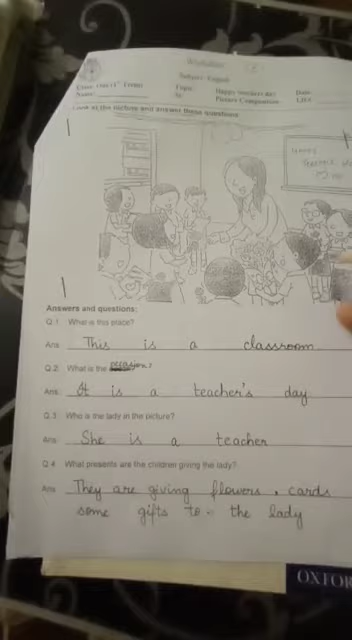 Worksheet
Subject: English
Class: One (1st Term) Topic: Happy teachers day Date:
Name: Picture Composition
Look at the picture and answer these questions
Happy
Teacher's
Answers and questions:
Q.1. What is this place?
Ans This is a classroom
Q.2. What is the occasion?
Ans: It is a teacher's day
Q.3. Who is the lady in the picture?
Ans She is a teacher
Q.4. What presents are the children giving the lady?
Ans They are giving flowers, cards
some gifts to the lady
OXFOR